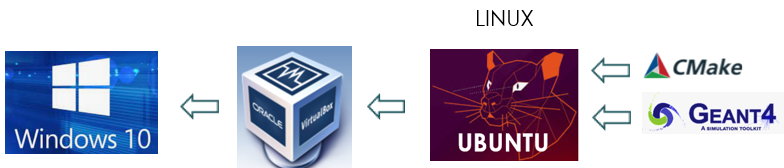 LINUX
Windows 10
ORACLE
VirtualBox
UBUNTU
CMake
GEANT4
A SIMULATION TOOLKIT